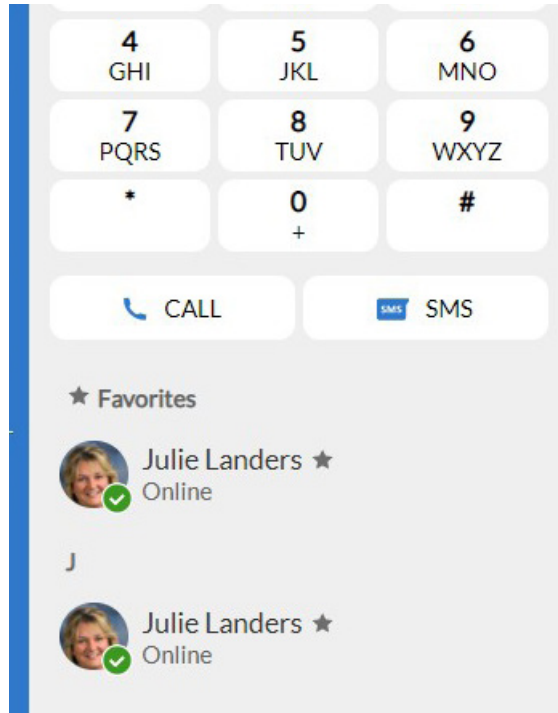 4 5 6
GHI JKL MNO
7 8 9
PQRS TUV WXYZ
* 0 #
+
CALL SMS SMS
Favorites
Julie Landers
Online
J
Julie Landers
Online